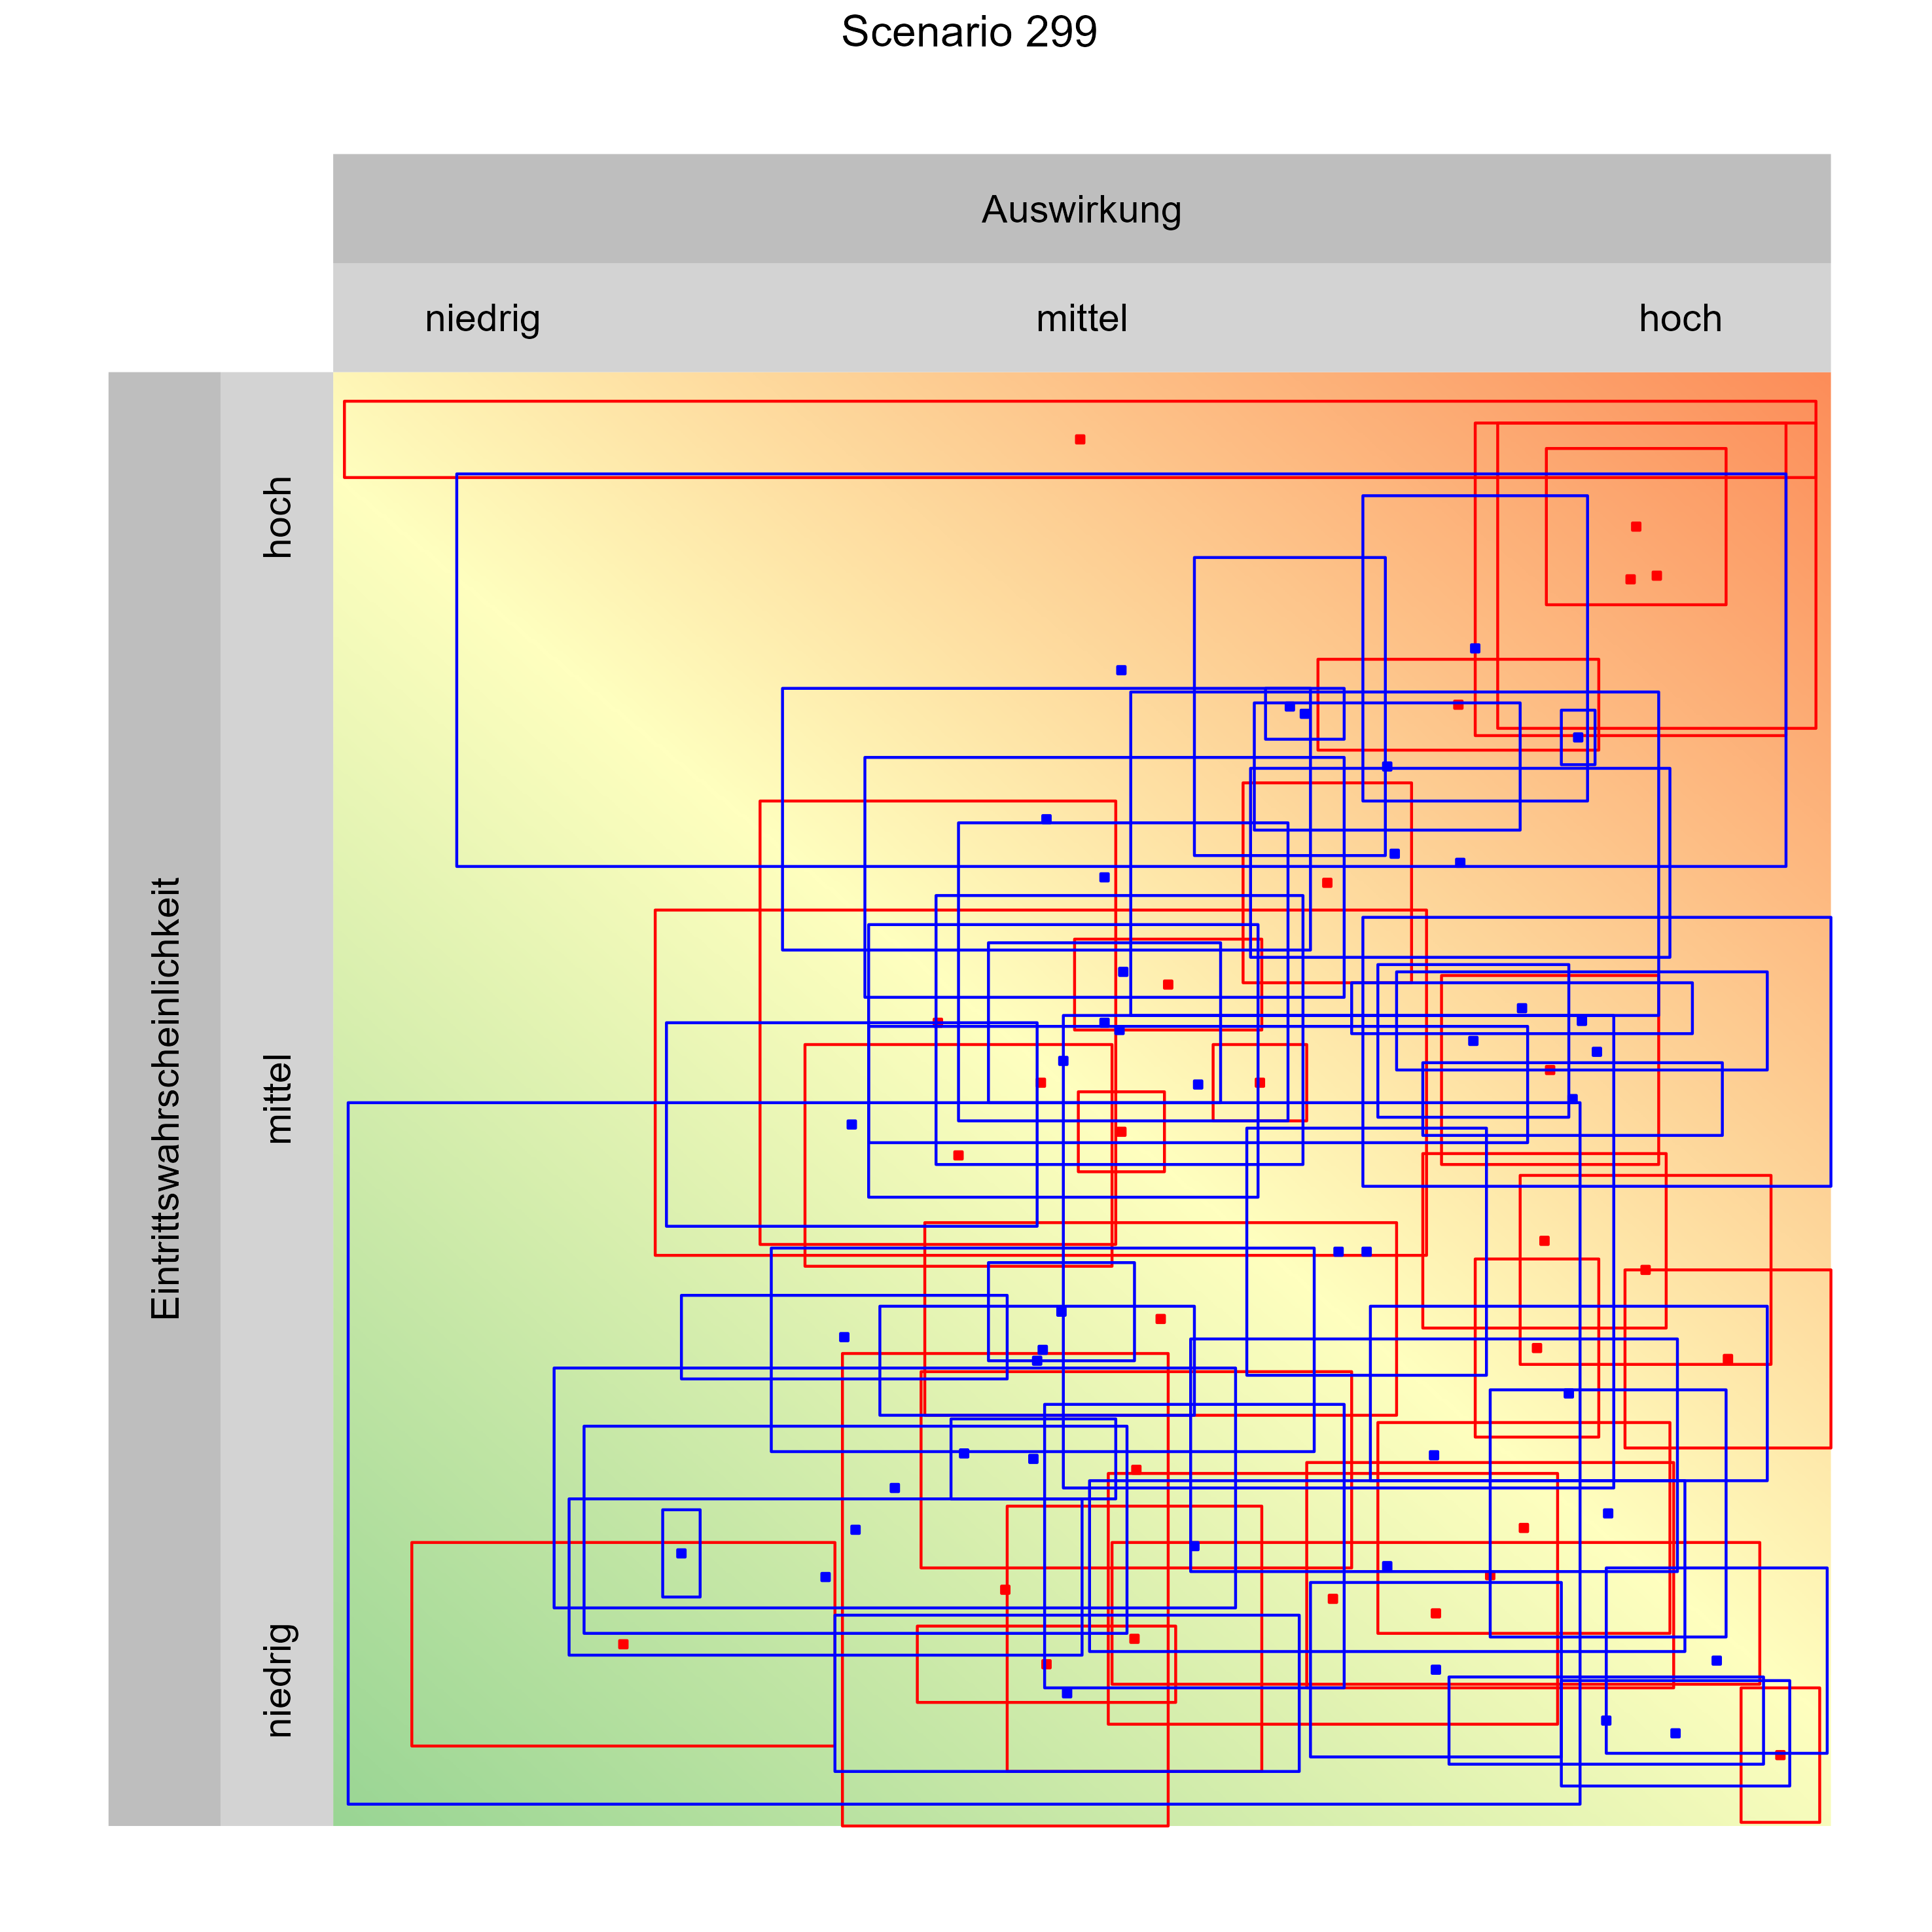 Scenario 299
Auswirkung
niedrig
mittel
hoch
Eintrittswahrscheinlichkeit
hoch
mittel
niedrig